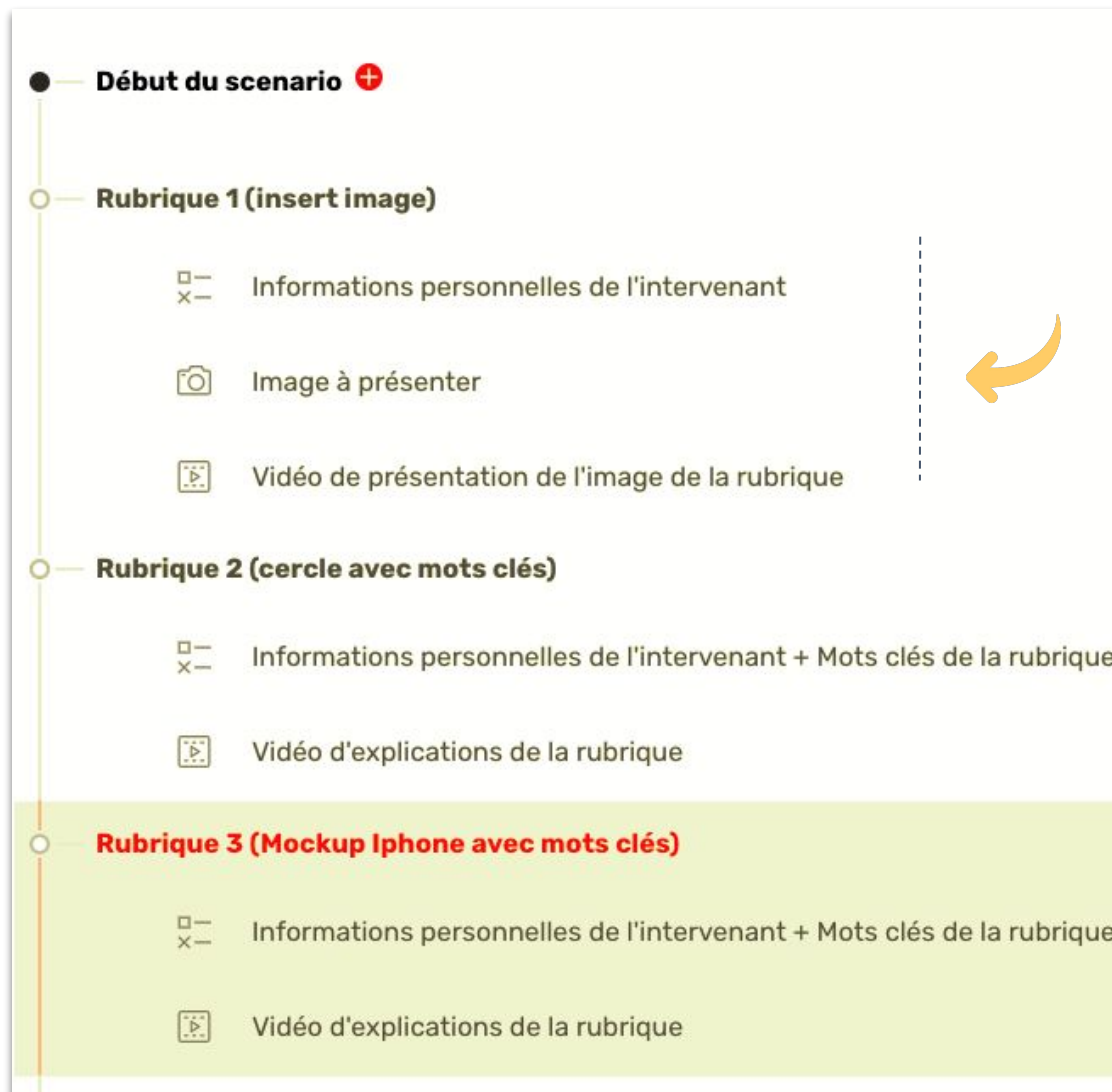 Début du scenario
Rubrique 1 (insert image)
Informations personnelles de l'intervenant
Image à présenter
Vidéo de présentation de l'image de la rubrique
Rubrique 2 (cercle avec mots clés)
Informations personnelles de l'intervenant + Mots clés de la rubrique
Vidéo d'explications de la rubrique
Rubrique 3 (Mockup Iphone avec mots clés)
Informations personnelles de l'intervenant + Mots clés de la rubrique
Vidéo d'explications de la rubrique